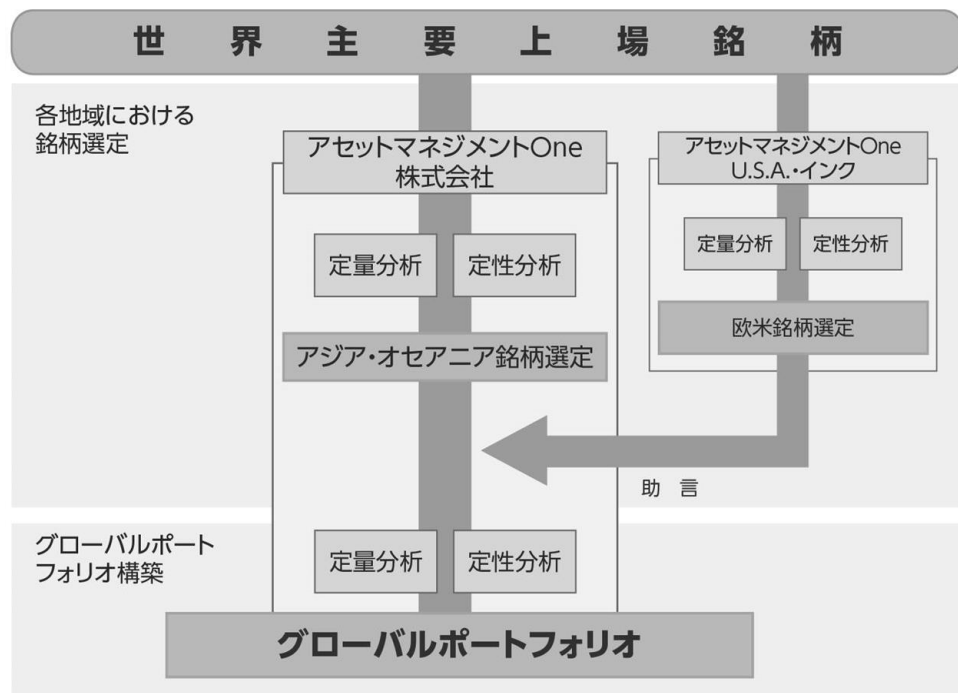 世界主要上場銘柄
各地域における
銘柄選定
アセットマネジメントOne
株式会社
アセットマネジメントOne
U.S.A.・インク
定量分析
定性分析
定量分析
定性分析
アジア・オセアニア銘柄選定
欧米銘柄選定
助言
グローバルポート
フォリオ構築
定量分析
定性分析
グローバルポートフォリオ